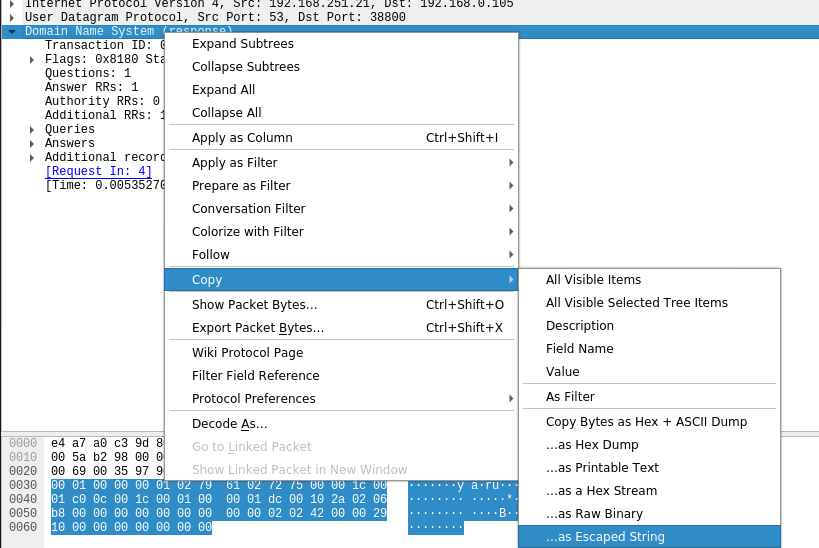 Internet Protocol Version 4, Src: 192.168.251.21, Dst: 192.168.0.105
User Datagram Protocol, Src Port: 53, Dst Port: 38800
Domain Name System (response)
Transaction ID:
Flags: 0x8180
Questions: 1
Answer RRs: 1
Authority RRs: 0
Additional RRs: 1
Queries
Answers
Additional
[Request In: 4]
[Time: 0.00535270
Expand Subtrees
Collapse Subtrees
Expand All
Collapse All
Apply as Column Ctrl+Shift+I
Apply as Filter
Prepare as Filter
Conversation Filter
Colorize with Filter
Follow
Copy
Show Packet Bytes... Ctrl+Shift+O
Export Packet Bytes... Ctrl+Shift+X
Wiki Protocol Page
Filter Field Reference
Protocol Preferences
Decode As...
Go to Linked Packet
Show Linked Packet in New Window
All Visible Items
All Visible Selected Tree Items
Description
Field Name
Value
As Filter
Copy Bytes as Hex + ASCII Dump
...as Hex Dump
...as Printable Text
...as a Hex Stream
...as Raw Binary
...as Escaped String
0000 e4 a7 a0 c3 9d
0010 00 5a b2 98 00
0020 00 69 00 35 97
0030 00 01 00 00 00 01 02 79 61 02 72 75 00 00 1c 00 ·······y a·ru···
0040 01 c0 0c 00 1c 00 01 00 00 01 dc 00 10 2a 02 06 ········ ·····*·
0050 b8 00 00 00 00 00 00 00 00 00 02 02 42 00 00 29 ········ ····B··
0060 10 00 00 00 00 00 00 00 ········